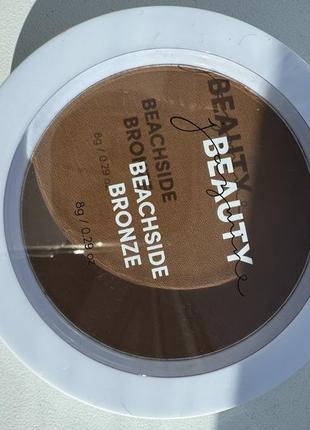 BEAUTY
BEACHSIDE
BRONZE
8g / 0.29 oz